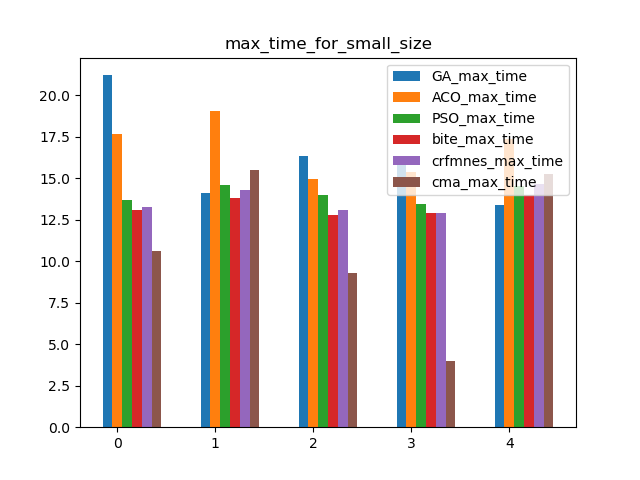 max_time_for_small_size
20.0
17.5
15.0
12.5
10.0
7.5
5.0
2.5
0.0
GA_max_time
ACO_max_time
PSO_max_time
bite_max_time
crfmnes_max_time
cma_max_time
0 1 2 3 4